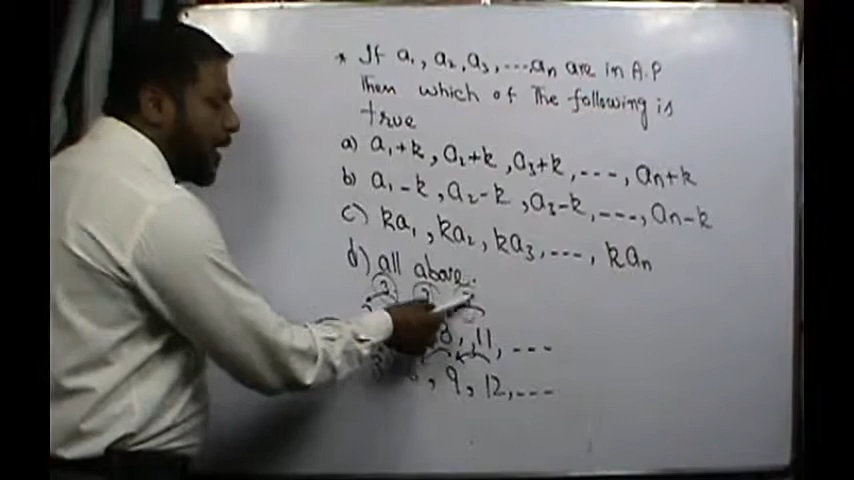 * If a₁, a₂, a₃, ....aₙ are in A.P
then which of the following is
true
a) a₁+k, a₂+k, a₃+k, ----, aₙ+k
b) a₁-k, a₂-k, a₃-k, ----, aₙ-k
c) ka₁, ka₂, ka₃, ---, kaₙ
d) all above.
3
8, 11, ---
9, 12, ---